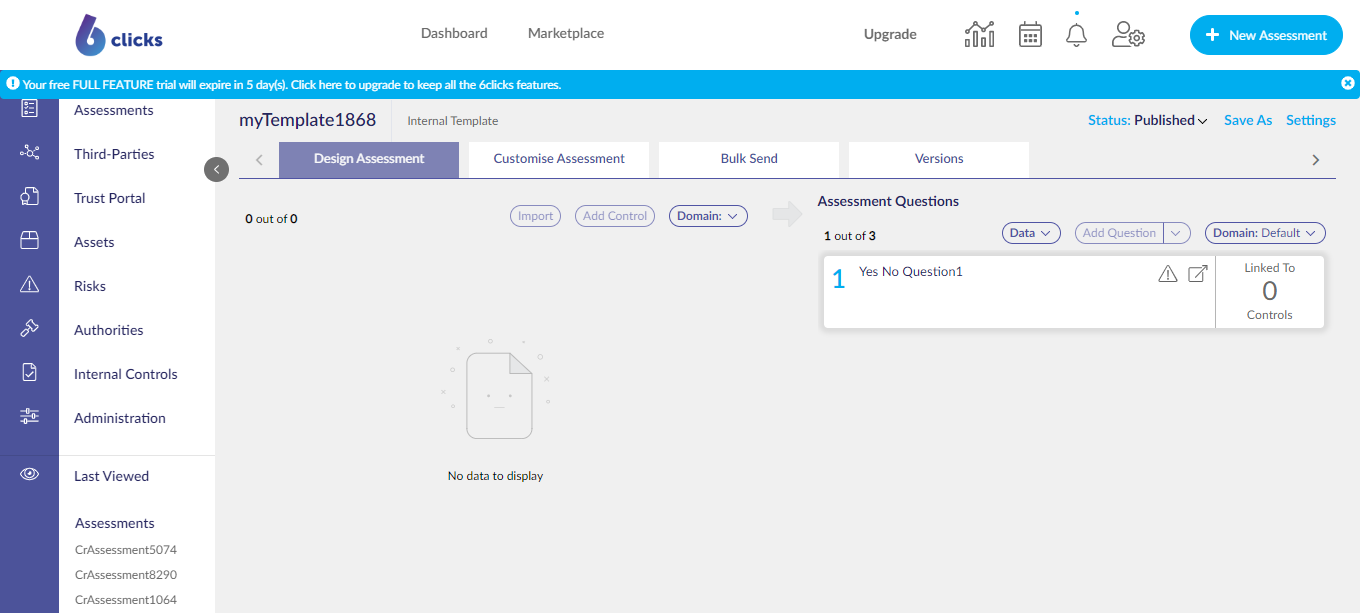 6 clicks
Dashboard
Marketplace
Upgrade
+ New Assessment
Your free FULL FEATURE trial will expire in 5 day(s). Click here to upgrade to keep all the 6clicks features.
Assessments
Third-Parties
Trust Portal
Assets
Risks
Authorities
Internal Controls
Administration
Last Viewed
Assessments
CrAssessment5074
CrAssessment8290
CrAssessment1064
myTemplate1868
Internal Template
Status: Published
Save As
Settings
Design Assessment
Customise Assessment
Bulk Send
Versions
0 out of 0
Import
Add Control
Domain:
No data to display
Assessment Questions
1 out of 3
Data
Add Question
Domain: Default
1
Yes No Question1
Linked To
0
Controls